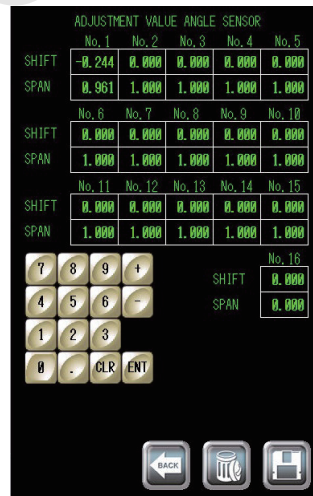 ADJUSTMENT VALUE ANGLE SENSOR
No.1 No.2 No.3 No.4 No.5
SHIFT -0.244 0.000 0.000 0.000 0.000
SPAN 0.961 1.000 1.000 1.000 1.000
No.6 No.7 No.8 No.9 No.10
SHIFT 0.000 0.000 0.000 0.000 0.000
SPAN 1.000 1.000 1.000 1.000 1.000
No.11 No.12 No.13 No.14 No.15
SHIFT 0.000 0.000 0.000 0.000 0.000
SPAN 1.000 1.000 1.000 1.000 1.000
No.16
SHIFT 0.000
SPAN 0.000
7 8 9 +
4 5 6 -
1 2 3
0 . CLR ENT
BACK